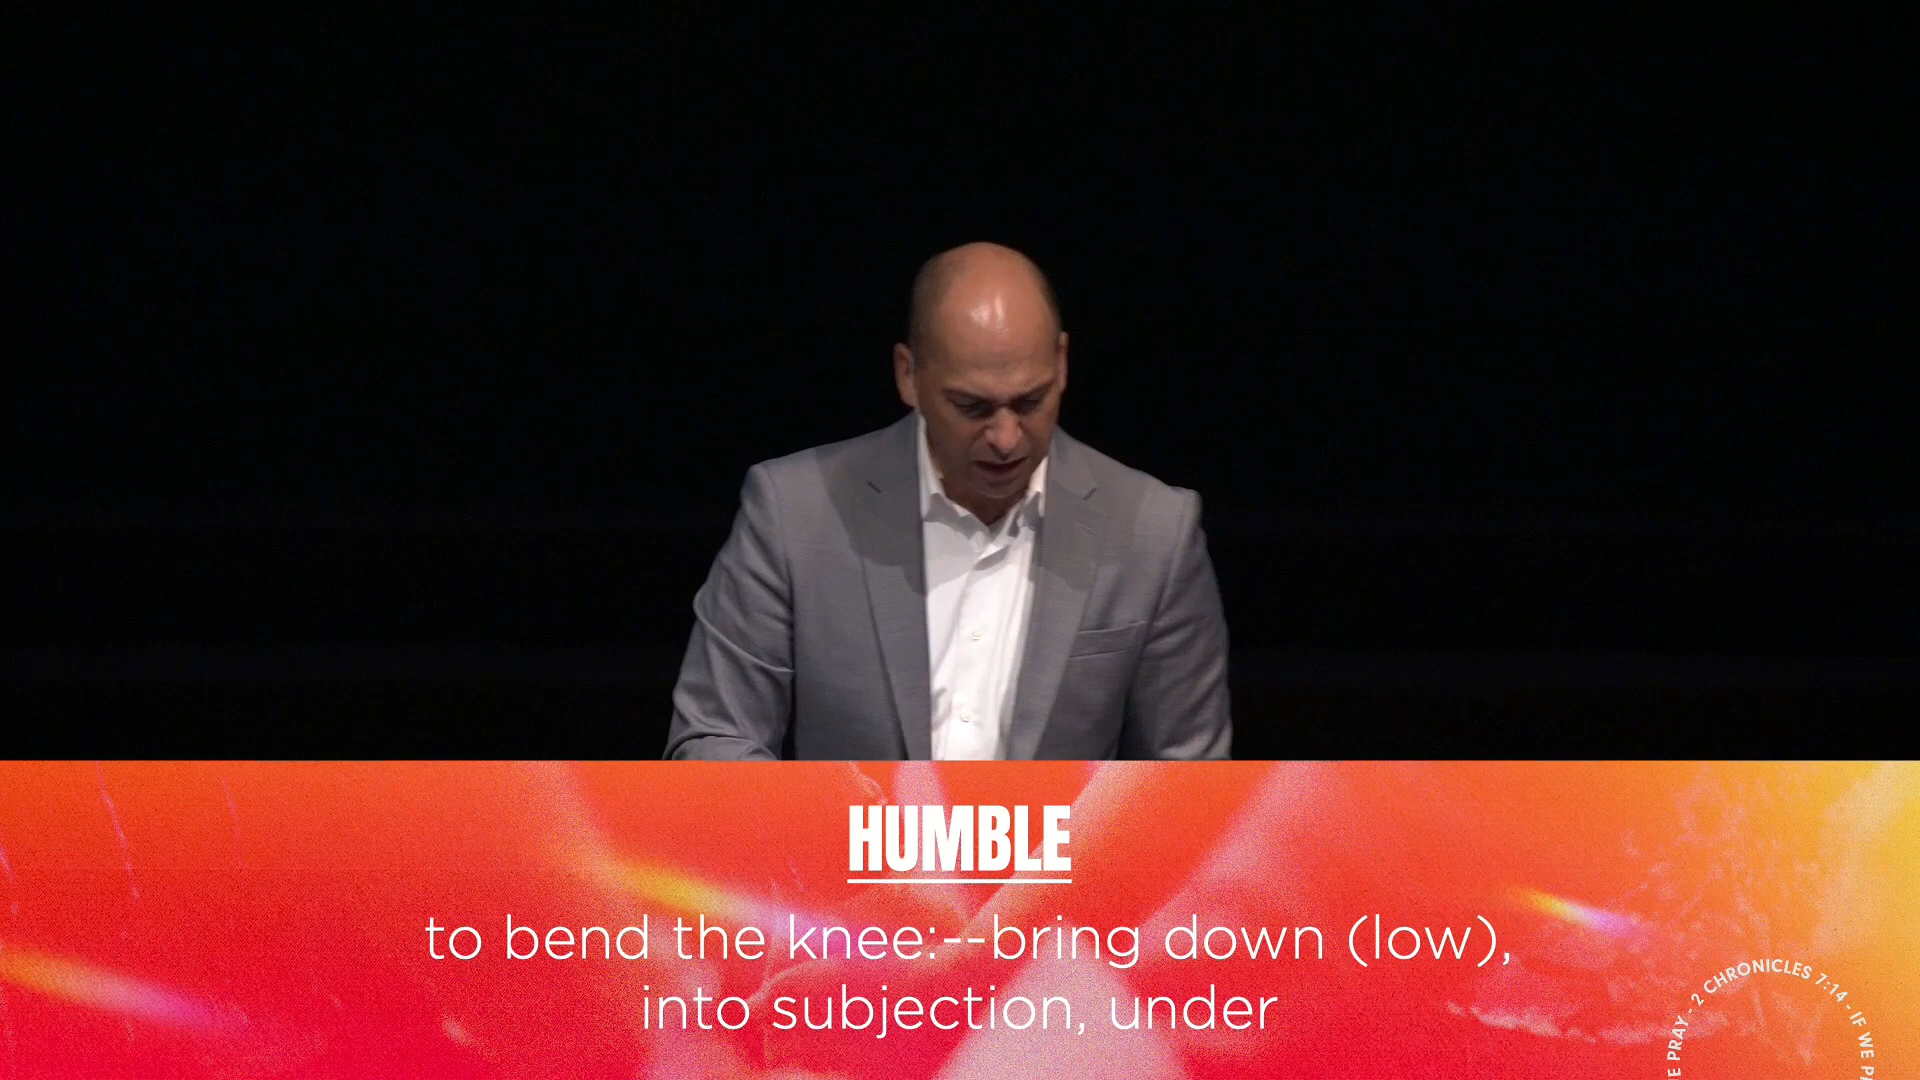 HUMBLE
to bend the knee:--bring down (low),
into subjection, under
E PRAY - 2 CHRONICLES 7:14 - IF WE P